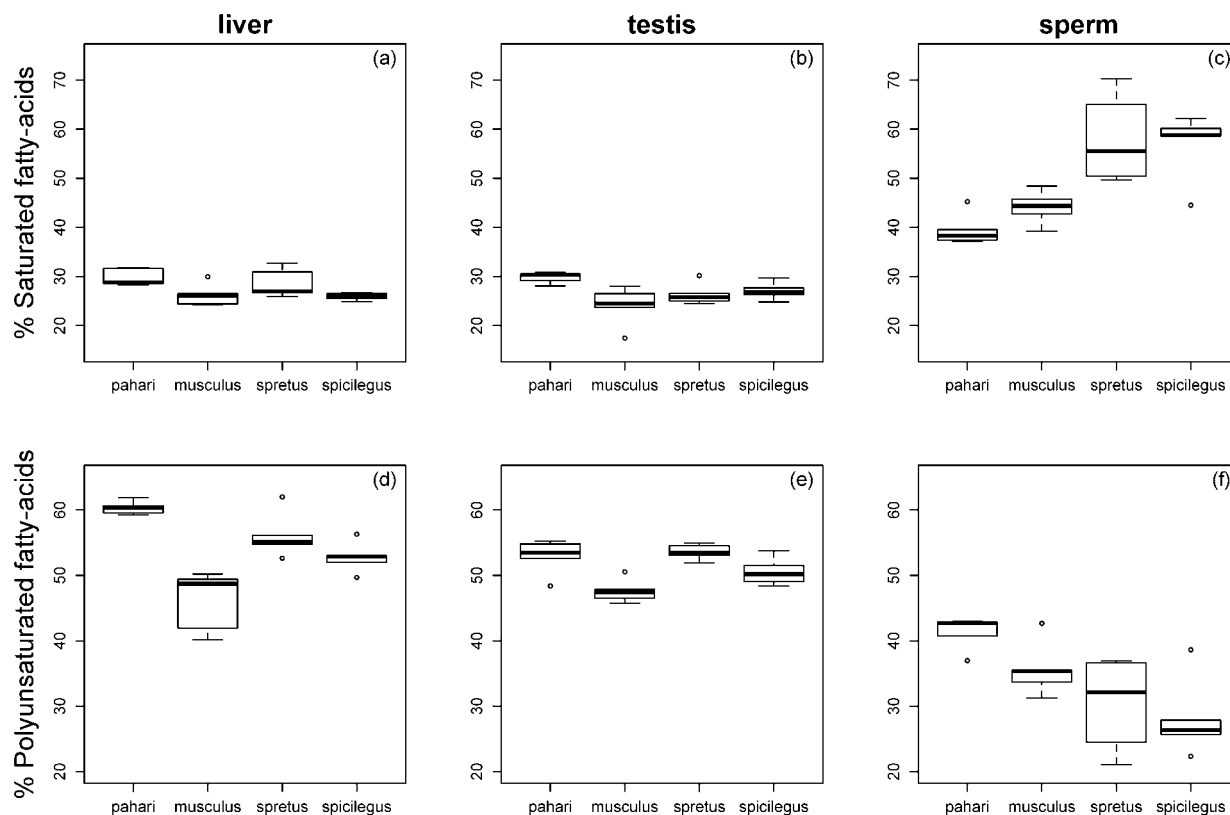 liver
testis
sperm
% Saturated fatty-acids
(a)
70
60
50
40
30
20
pahari musculus spretus spicilegus
(b)
70
60
50
40
30
20
pahari musculus spretus spicilegus
(c)
70
60
50
40
30
20
pahari musculus spretus spicilegus
% Polyunsaturated fatty-acids
(d)
60
50
40
30
20
pahari musculus spretus spicilegus
(e)
60
50
40
30
20
pahari musculus spretus spicilegus
(f)
60
50
40
30
20
pahari musculus spretus spicilegus